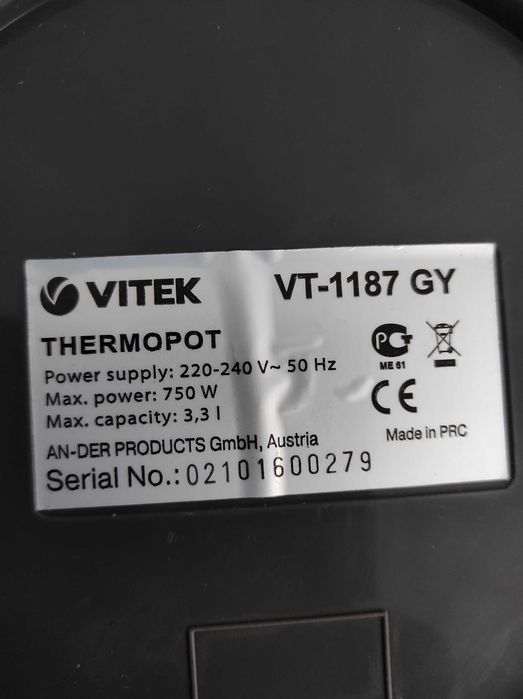 VITEK VT-1187 GY
THERMOPOT
Power supply: 220-240 V~ 50 Hz
Max. power: 750 W
Max. capacity: 3,3 l
PCT
ME 61
CE
AN-DER PRODUCTS GmbH, Austria
Made in PRC
Serial No.: 02101600279